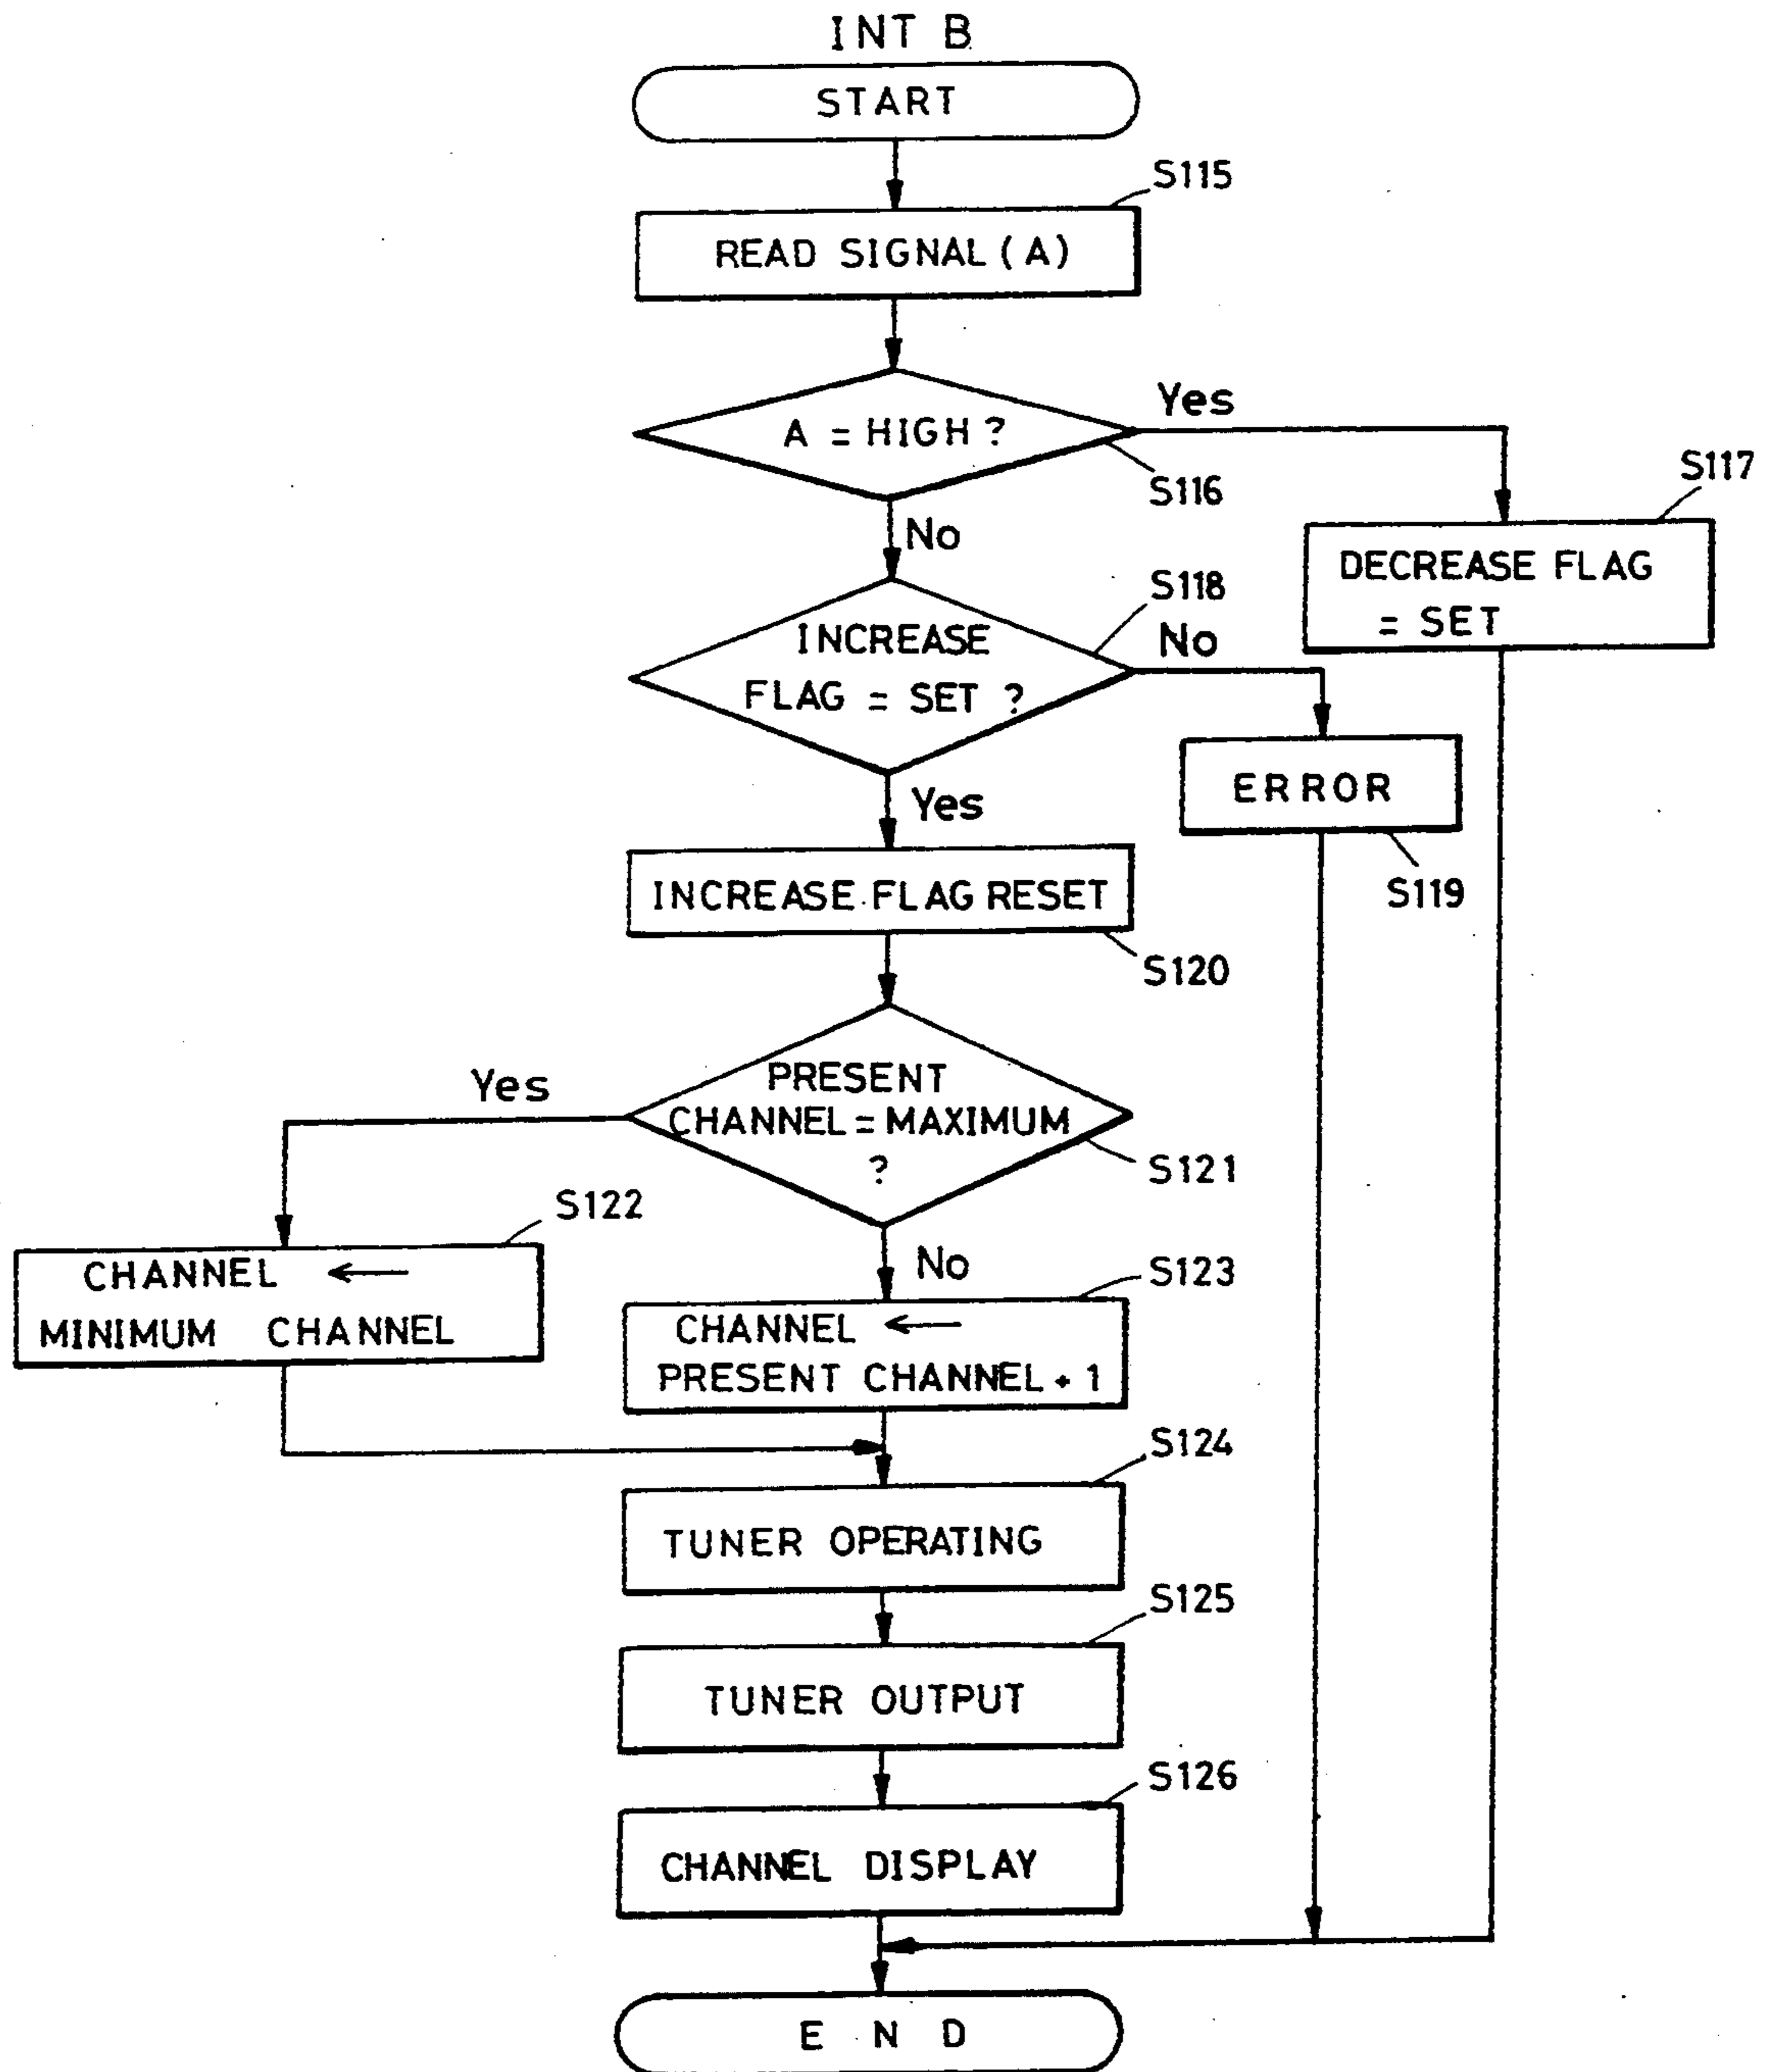 INT B
START
S115
READ SIGNAL (A)
Yes
A = HIGH ?
S116
S117
No
DECREASE FLAG
= SET
S118
INCREASE
No
FLAG = SET ?
ERROR
Yes
S119
INCREASE FLAG RESET
S120
PRESENT
Yes
CHANNEL = MAXIMUM
?
S121
S122
No
S123
CHANNEL ←
MINIMUM CHANNEL
CHANNEL ←
PRESENT CHANNEL + 1
S124
TUNER OPERATING
S125
TUNER OUTPUT
S126
CHANNEL DISPLAY
END